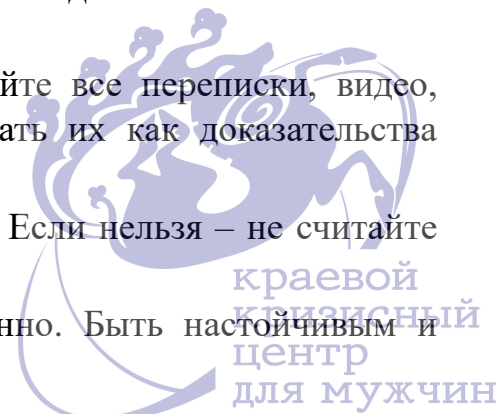 йте все переписки, видео,
ать их как доказательства
Если нельзя – не считайте
краевой
нно. Быть настойчивым и
кризисный
центр
для мужчин